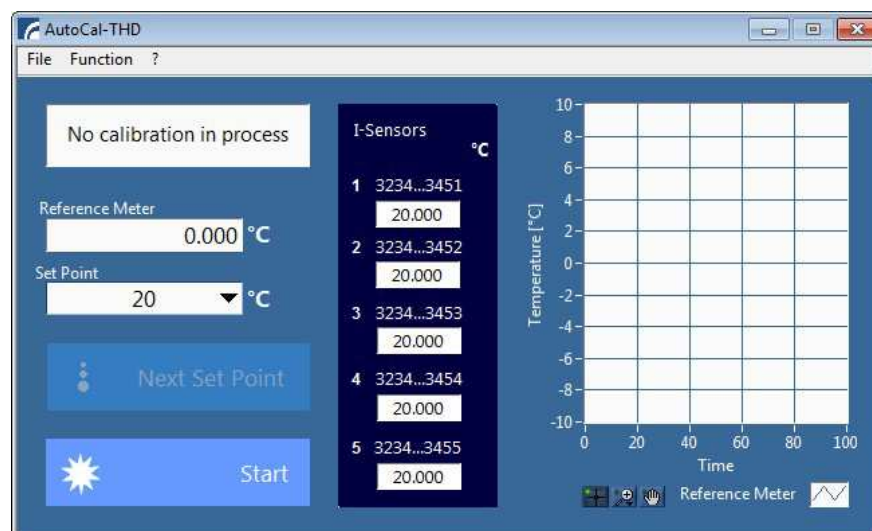 AutoCal-THD
File Function ?
No calibration in process
Reference Meter
0.000 °C
Set Point
20 °C
Next Set Point
Start
I-Sensors
°C
1 3234...3451
20.000
2 3234...3452
20.000
3 3234...3453
20.000
4 3234...3454
20.000
5 3234...3455
20.000
Temperature [°C]
10
8
6
4
2
0
-2
-4
-6
-8
-10
0 20 40 60 80 100
Time
Reference Meter